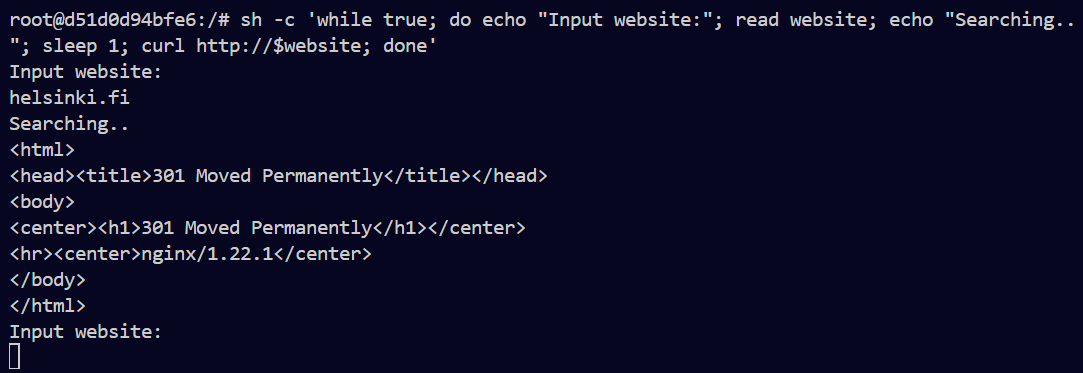 root@d51d0d94bfe6:/# sh -c 'while true; do echo "Input website:"; read website; echo "Searching..
"; sleep 1; curl http://$website; done'
Input website:
helsinki.fi
Searching..
<html>
<head><title>301 Moved Permanently</title></head>
<body>
<center><h1>301 Moved Permanently</h1></center>
<hr><center>nginx/1.22.1</center>
</body>
</html>
Input website: